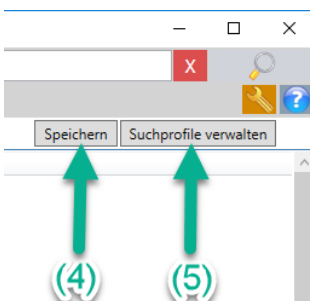 X
?
Speichern Suchprofile verwalten
(4) (5)